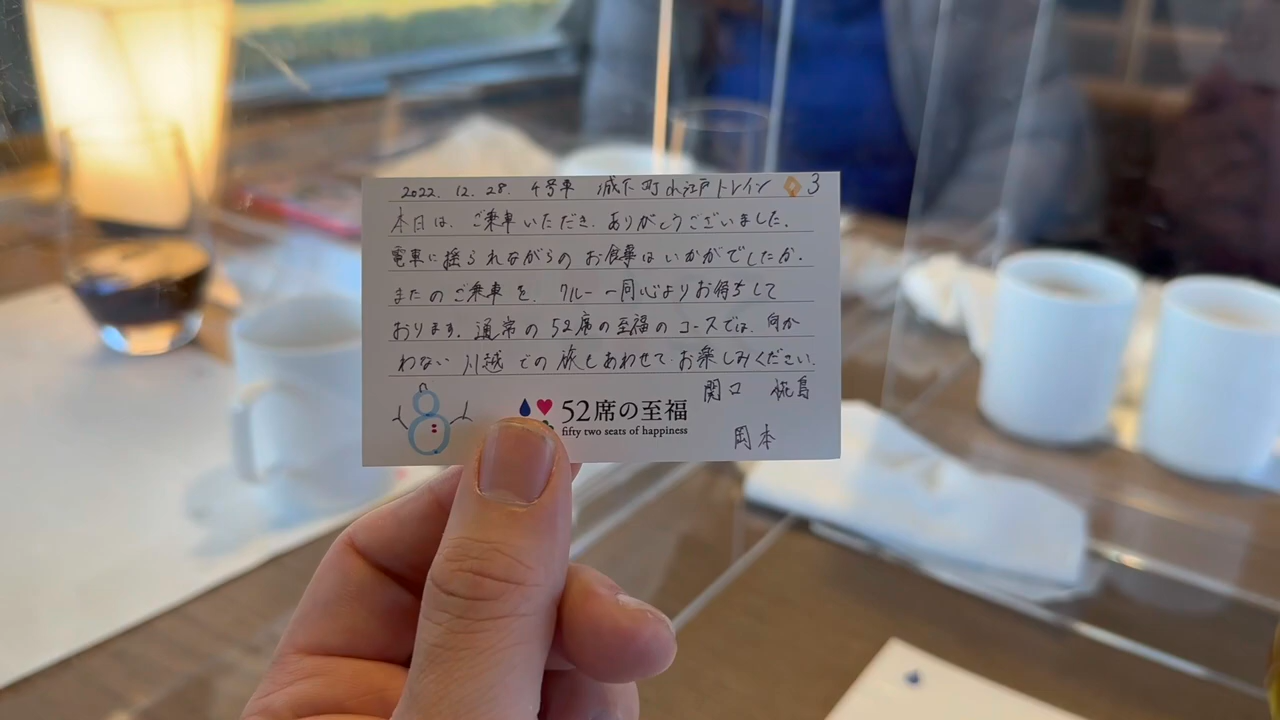 2022. 12. 28. 4号車 城下町小江戸トレイン 3
本日は、ご乗車いただき、ありがとうございました。
電車に揺られながらの お食事はいかがでしたか。
またのご乗車を、クルー一同心よりお待ちして
おります。通常の52席の至福のコースでは、向か
わない 川越 での 旅もあわせて お楽しみください。
関口
岡本
52席の至福
fifty two seats of happiness